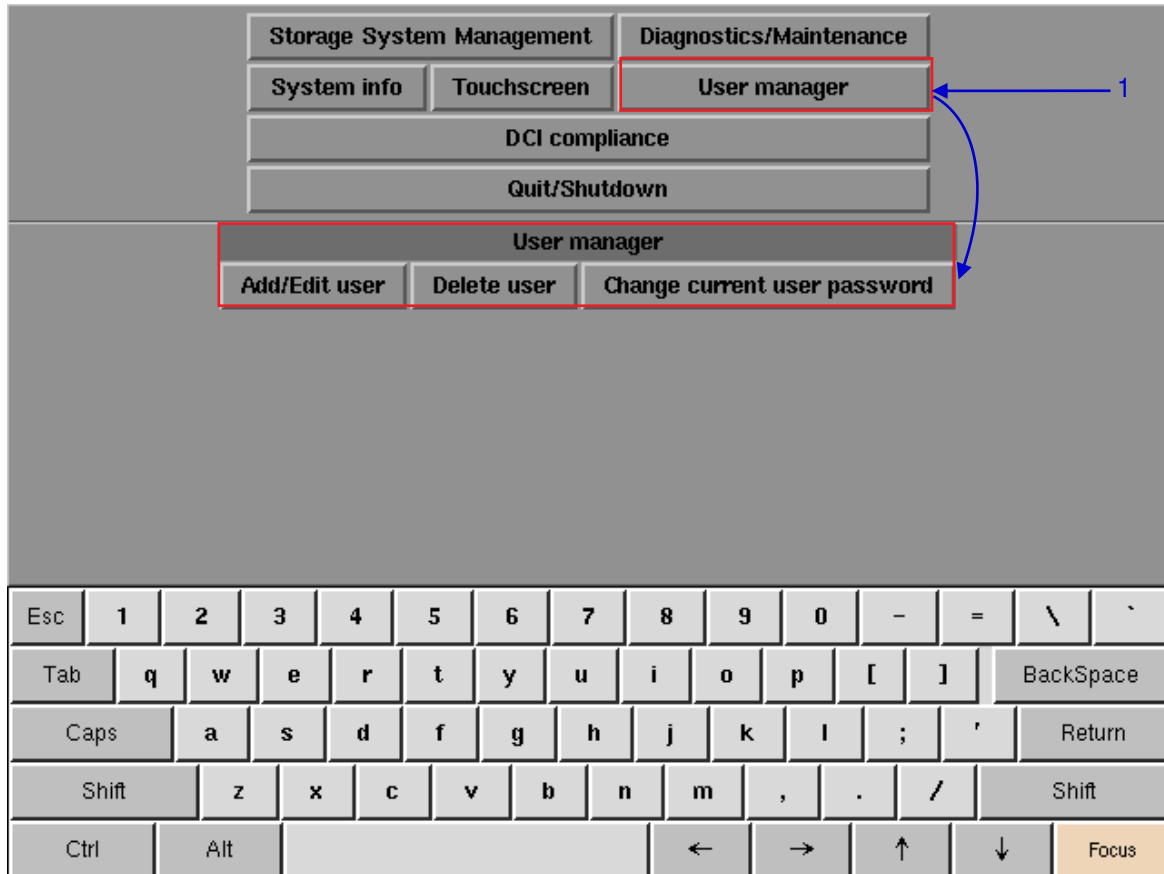 Storage System Management Diagnostics/Maintenance
System info Touchscreen User manager 1
DCI compliance
Quit/Shutdown
User manager
Add/Edit user Delete user Change current user password
Esc 1 2 3 4 5 6 7 8 9 0 - = \ `
Tab q w e r t y u i o p [ ] BackSpace
Caps a s d f g h j k l ; ' Return
Shift z x c v b n m , . / Shift
Ctrl Alt ← → ↑ ↓ Focus